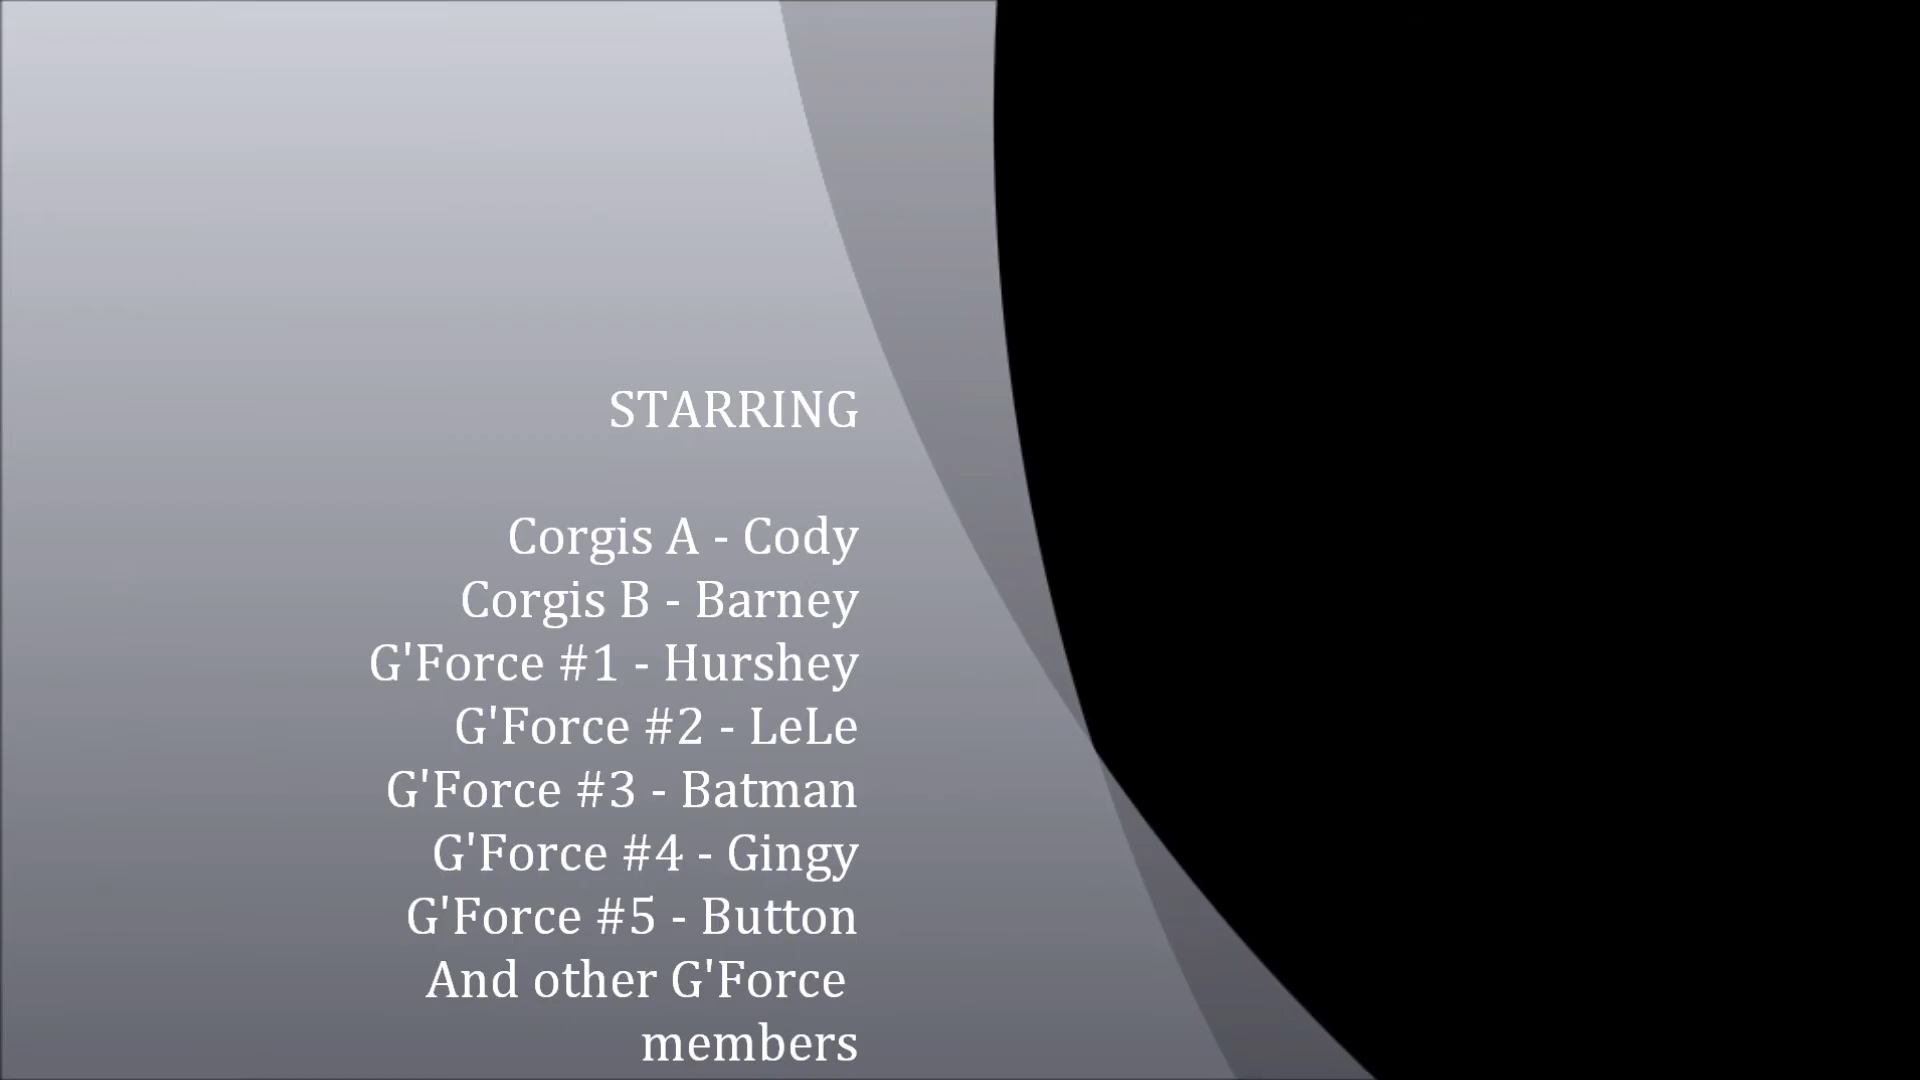 STARRING
Corgis A - Cody
Corgis B - Barney
G'Force #1 - Hurshey
G'Force #2 - LeLe
G'Force #3 - Batman
G'Force #4 - Gingy
G'Force #5 - Button
And other G'Force
members